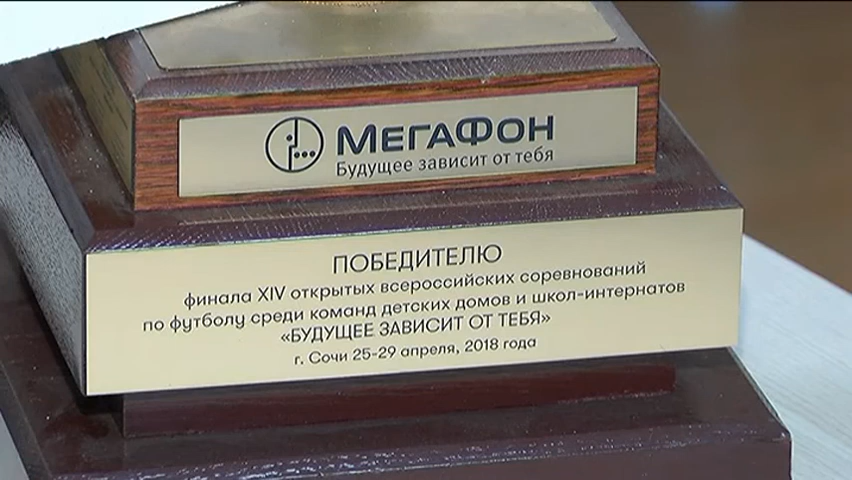 МЕГАФОН
Будущее зависит от тебя
ПОБЕДИТЕЛЮ
финала XIV открытых всероссийских соревнований
по футболу среди команд детских домов и школ-интернатов
«БУДУЩЕЕ ЗАВИСИТ ОТ ТЕБЯ»
г. Сочи 25-29 апреля, 2018 года